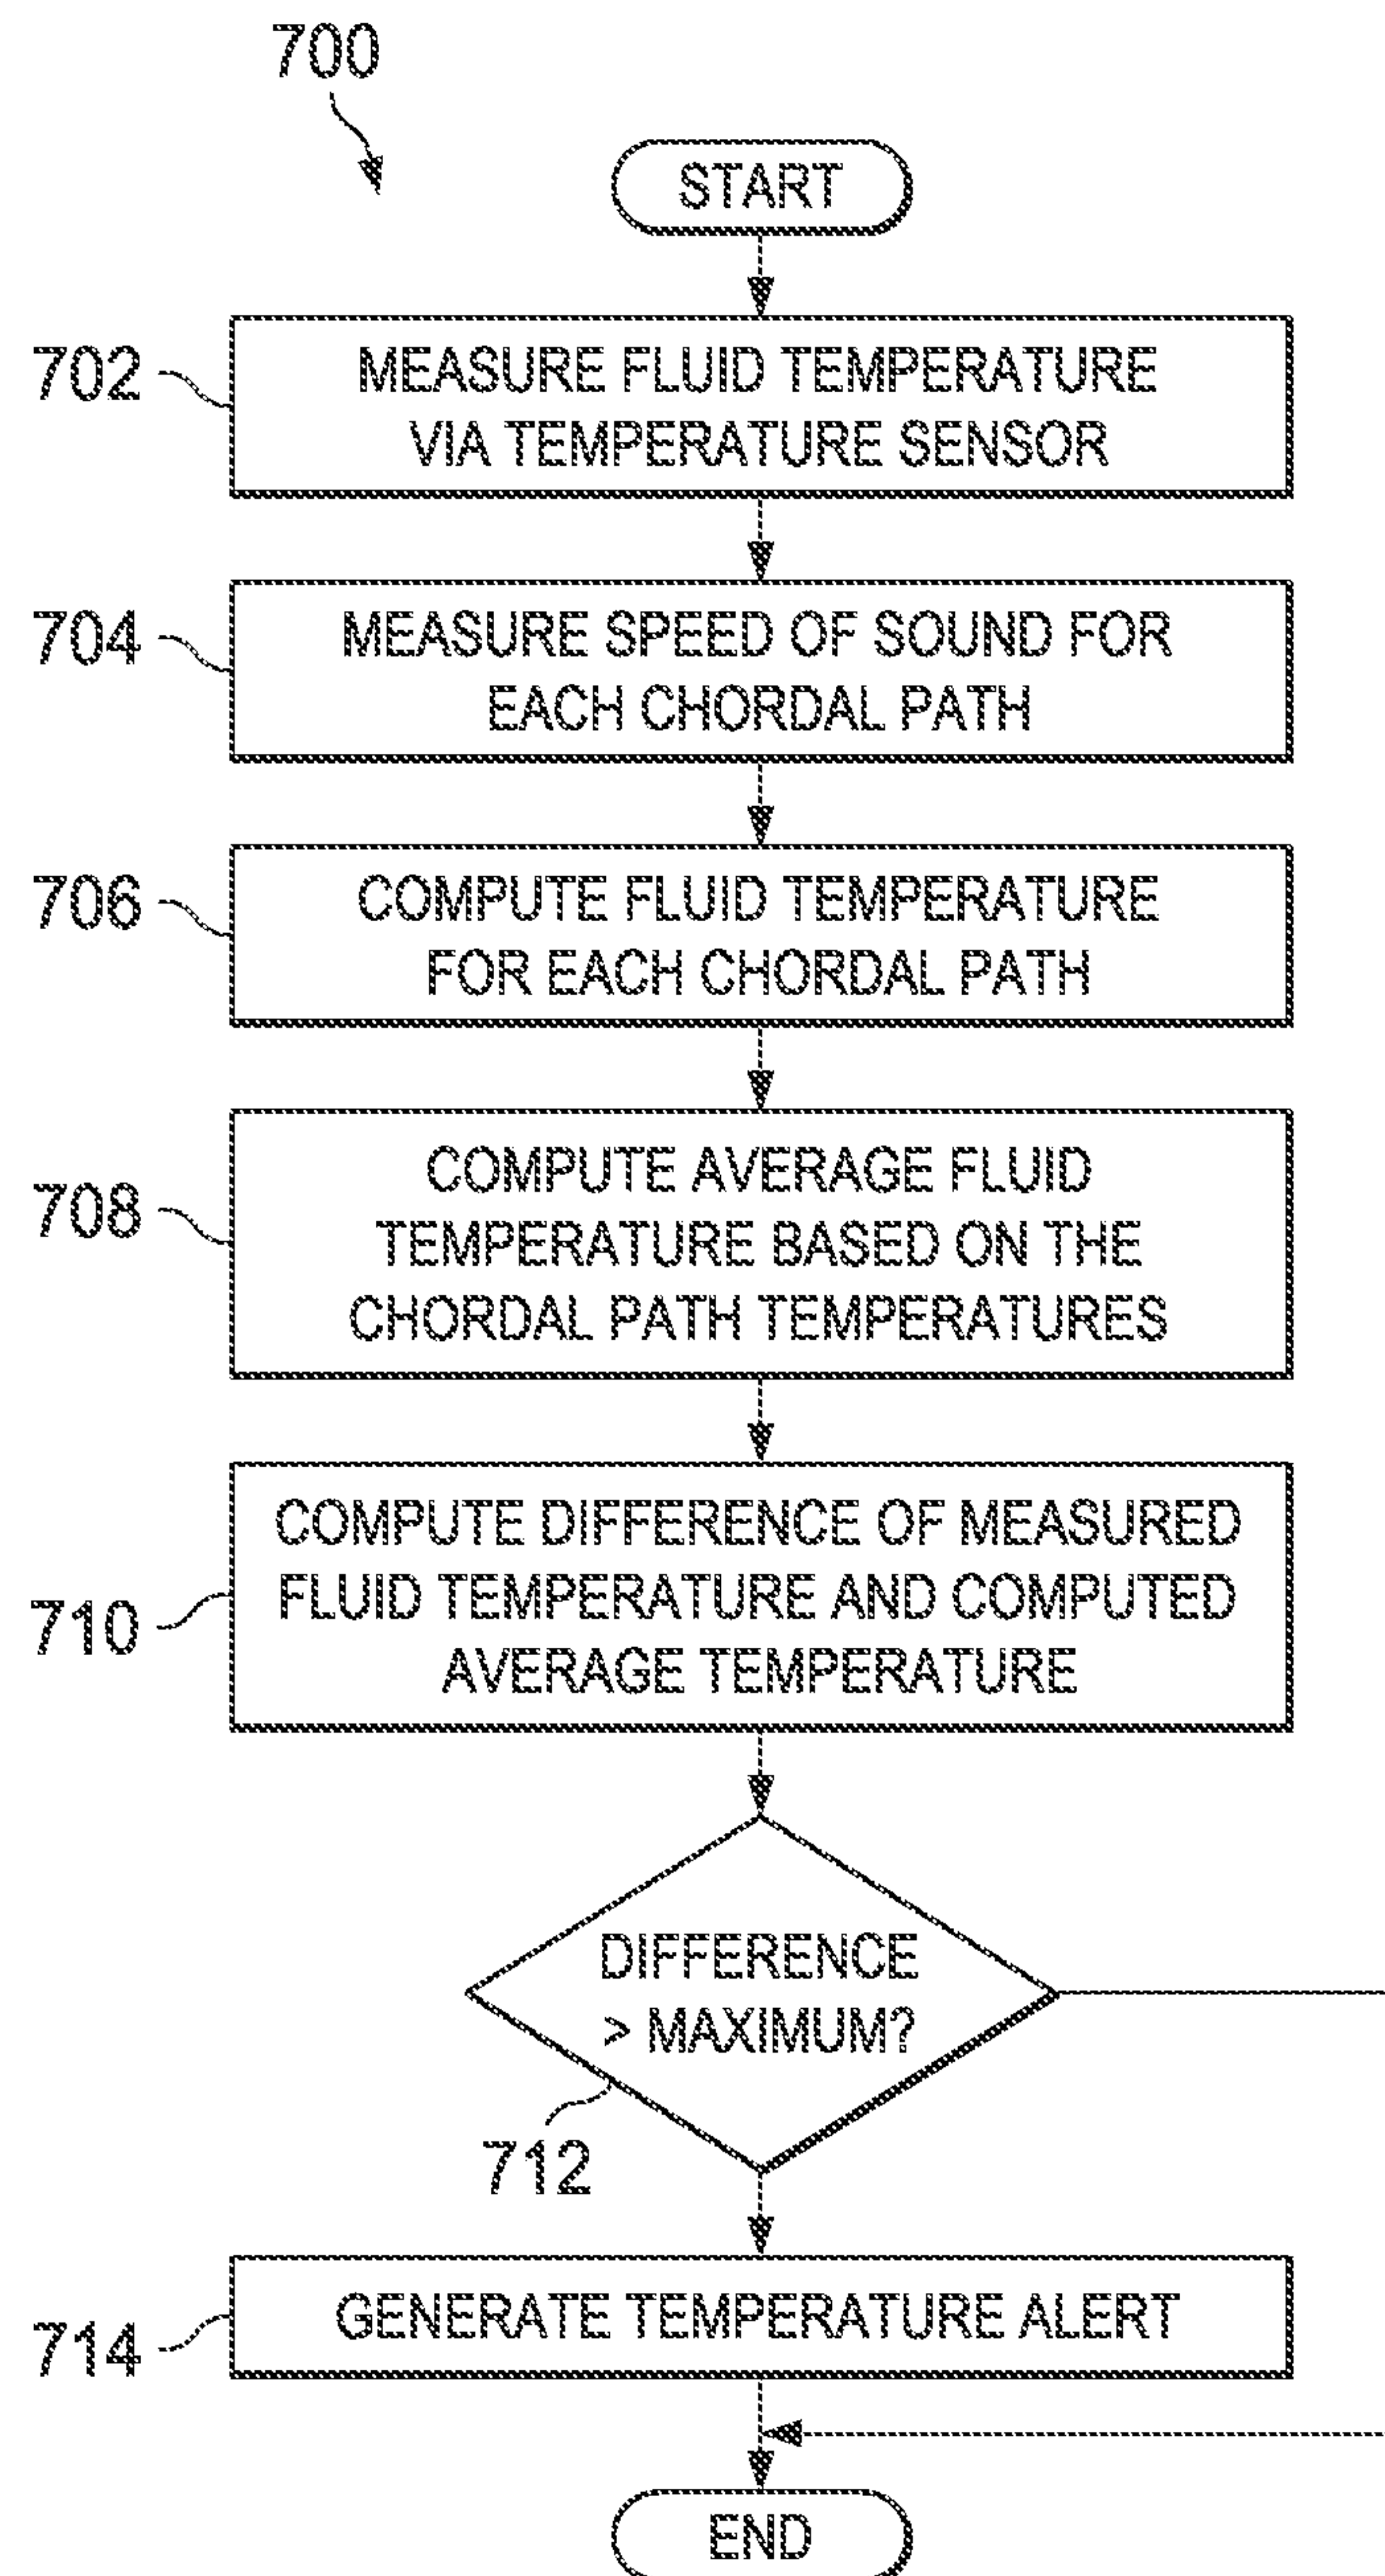 700
START
702
MEASURE FLUID TEMPERATURE
VIA TEMPERATURE SENSOR
704
MEASURE SPEED OF SOUND FOR
EACH CHORDAL PATH
706
COMPUTE FLUID TEMPERATURE
FOR EACH CHORDAL PATH
708
COMPUTE AVERAGE FLUID
TEMPERATURE BASED ON THE
CHORDAL PATH TEMPERATURES
710
COMPUTE DIFFERENCE OF MEASURED
FLUID TEMPERATURE AND COMPUTED
AVERAGE TEMPERATURE
DIFFERENCE
> MAXIMUM?
712
714
GENERATE TEMPERATURE ALERT
END